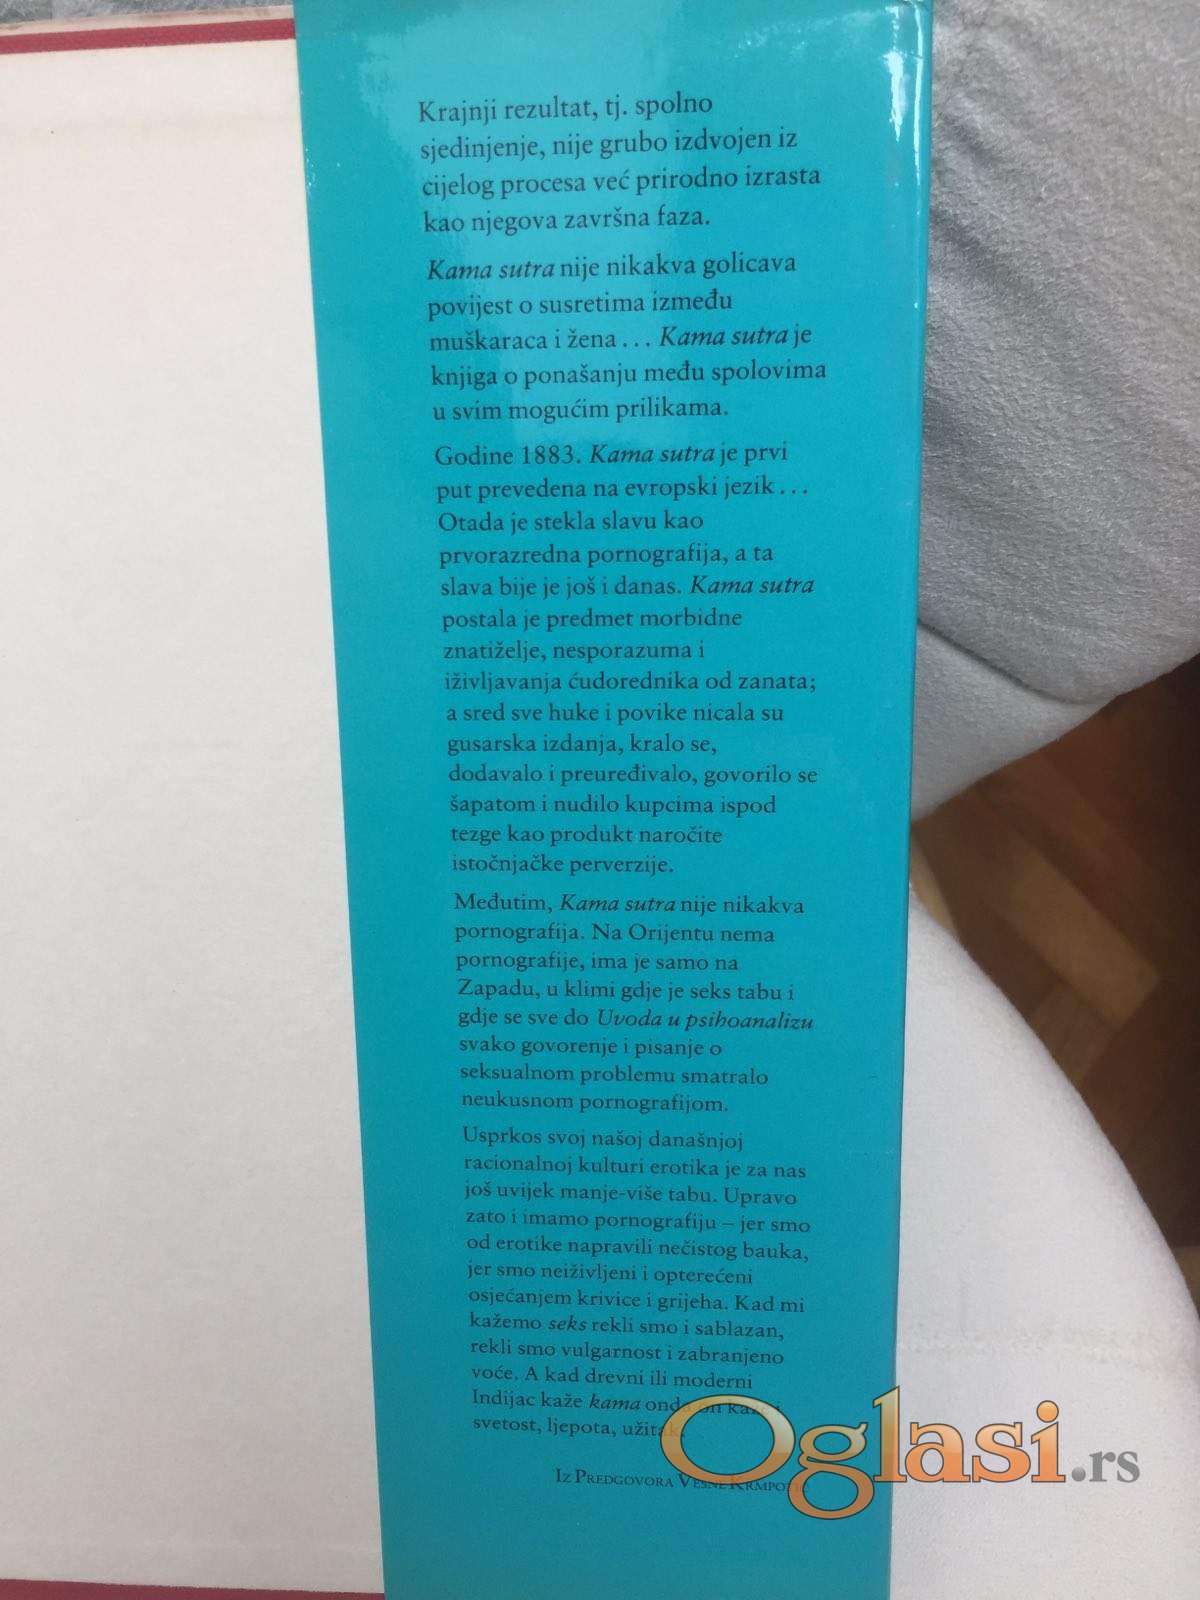 Krajnji rezultat, tj. spolno
sjedinjenje, nije grubo izdvojen iz
cijelog procesa već prirodno izrasta
kao njegova završna faza.
Kama sutra nije nikakva golicava
povijest o susretima između
muškaraca i žena... Kama sutra je
knjiga o ponašanju među spolovima
u svim mogućim prilikama.
Godine 1883. Kama sutra je prvi
put prevedena na evropski jezik...
Otada je stekla slavu kao
prvorazredna pornografija, a ta
slava bije je još i danas. Kama sutra
postala je predmet morbidne
znatiželje, nesporazuma i
iživljavanja ćudorednika od zanata;
a sred sve huke i povike nicala su
gusarska izdanja, kralo se,
dodavalo i preuređivalo, govorilo se
šapatom i nudilo kupcima ispod
tezge kao produkt naročite
istočnjačke perverzije.
Međutim, Kama sutra nije nikakva
pornografija. Na Orijentu nema
pornografije, ima je samo na
Zapadu, u klimi gdje je seks tabu i
gdje se sve do Uvoda u psihoanalizu
svako govorenje i pisanje o
seksualnom problemu smatralo
neukusnom pornografijom.
Usprkos svoj našoj današnjoj
racionalnoj kulturi erotika je za nas
još uvijek manje-više tabu. Upravo
zato i imamo pornografiju – jer smo
od erotike napravili nečistog bauka,
jer smo neiživljeni i opterećeni
osjećanjem krivice i grijeha. Kad mi
kažemo seks rekli smo i sablazan,
rekli smo vulgarnost i zabranjeno
voće. A kad drevni ili moderni
Indijac kaže kama onda on kaže i
svetost, ljepota, užitak.
Iz Predgovora Vesne Krmpotić
Oglasi.rs